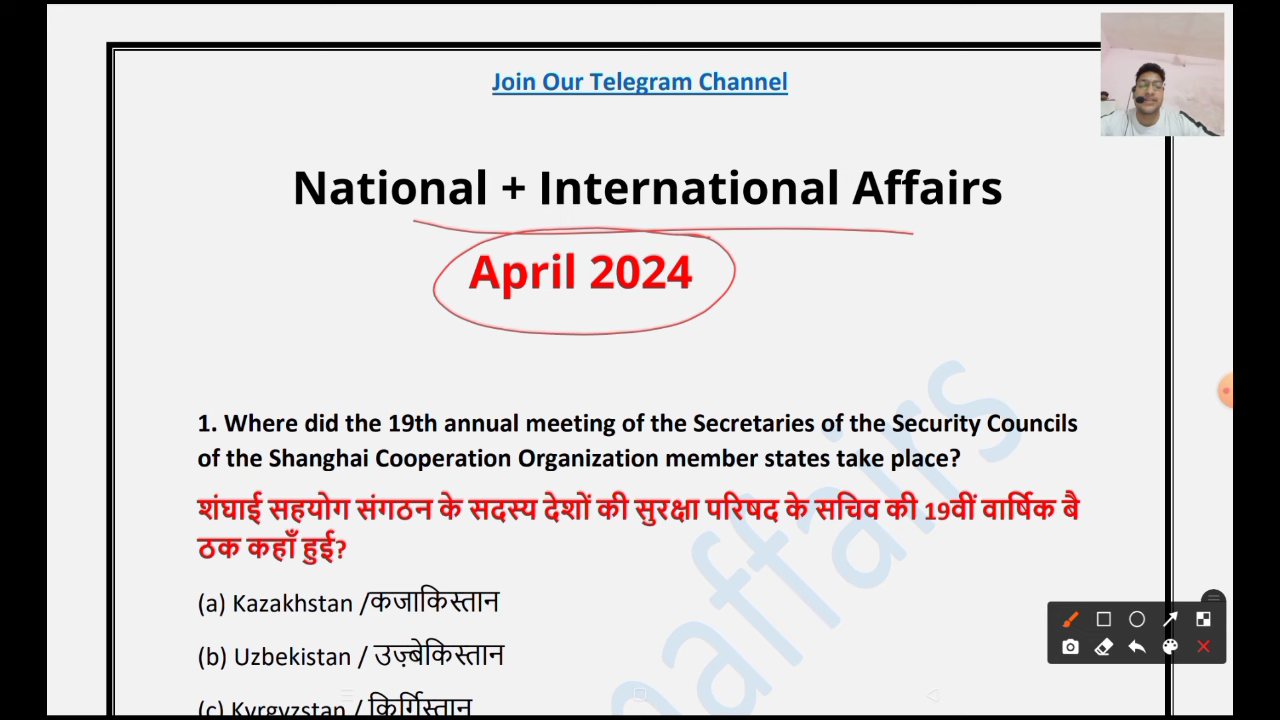 Join Our Telegram Channel
National + International Affairs
April 2024
1. Where did the 19th annual meeting of the Secretaries of the Security Councils
of the Shanghai Cooperation Organization member states take place?
शंघाई सहयोग संगठन के सदस्य देशों की सुरक्षा परिषद के सचिव की 19वीं वार्षिक बै
ठक कहाँ हुई?
(a) Kazakhstan /कजाकिस्तान
(b) Uzbekistan / उज़्बेकिस्तान
(c) Kyrgyzstan / किर्गिस्तान
affairs